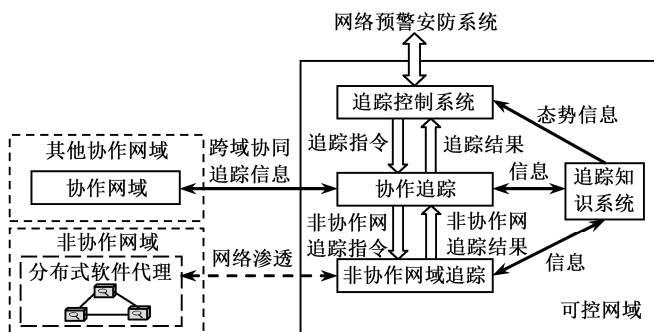 网络预警安防系统
追踪控制系统
态势信息
追踪指令
追踪结果
其他协作网域
协作网域
跨域协同
追踪信息
协作追踪
信息
追踪知
识系统
非协作网
追踪指令
非协作网
追踪结果
非协作网域
分布式软件代理
网络渗透
非协作网域追踪
信息
可控网域